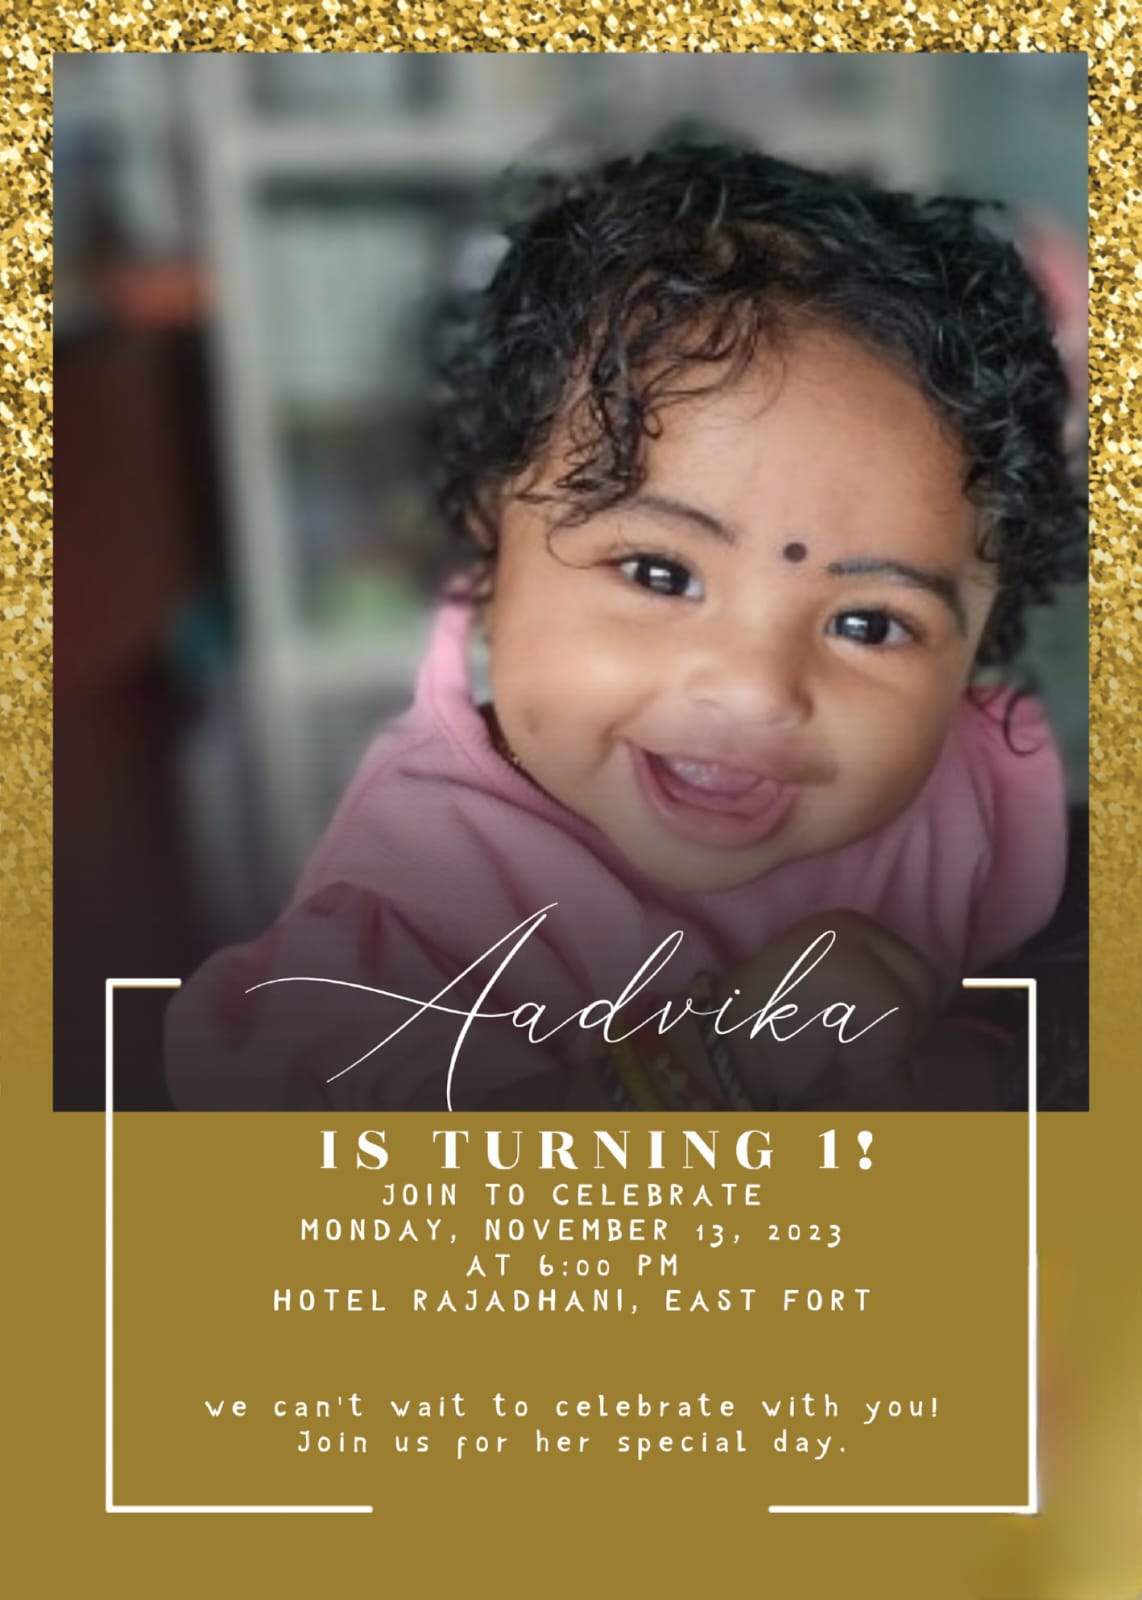 Aadvika
IS TURNING 1!
JOIN TO CELEBRATE
MONDAY, NOVEMBER 13, 2023
AT 6:00 PM
HOTEL RAJADHANI, EAST FORT
we can't wait to celebrate with you!
Join us for her special day.